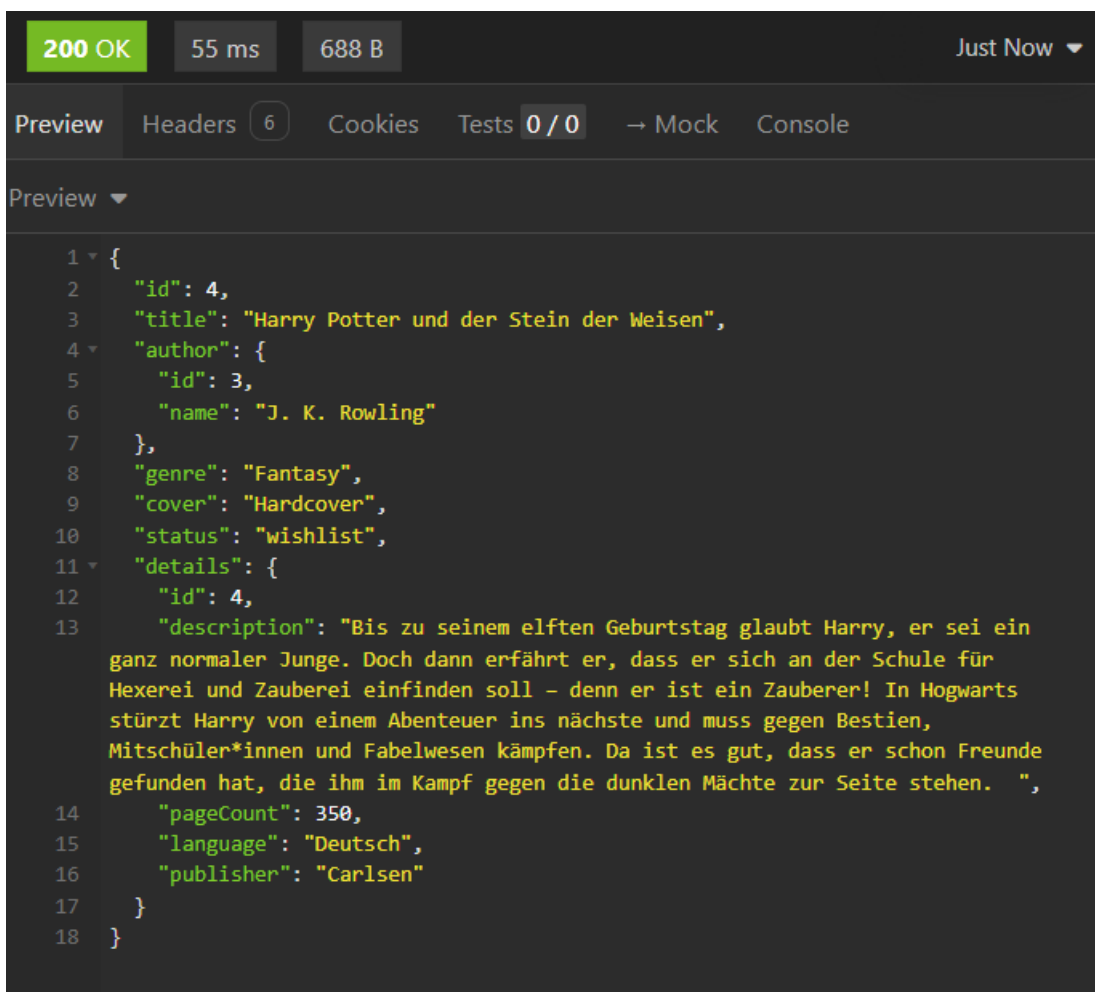 200 OK 55 ms 688 B Just Now
Preview Headers 6 Cookies Tests 0 / 0 → Mock Console
Preview
1 {
2 "id": 4,
3 "title": "Harry Potter und der Stein der Weisen",
4 "author": {
5 "id": 3,
6 "name": "J. K. Rowling"
7 },
8 "genre": "Fantasy",
9 "cover": "Hardcover",
10 "status": "wishlist",
11 "details": {
12 "id": 4,
13 "description": "Bis zu seinem elften Geburtstag glaubt Harry, er sei ein
ganz normaler Junge. Doch dann erfährt er, dass er sich an der Schule für
Hexerei und Zauberei einfinden soll – denn er ist ein Zauberer! In Hogwarts
stürzt Harry von einem Abenteuer ins nächste und muss gegen Bestien,
Mitschüler*innen und Fabelwesen kämpfen. Da ist es gut, dass er schon Freunde
gefunden hat, die ihm im Kampf gegen die dunklen Mächte zur Seite stehen.  ",
14 "pageCount": 350,
15 "language": "Deutsch",
16 "publisher": "Carlsen"
17 }
18 }